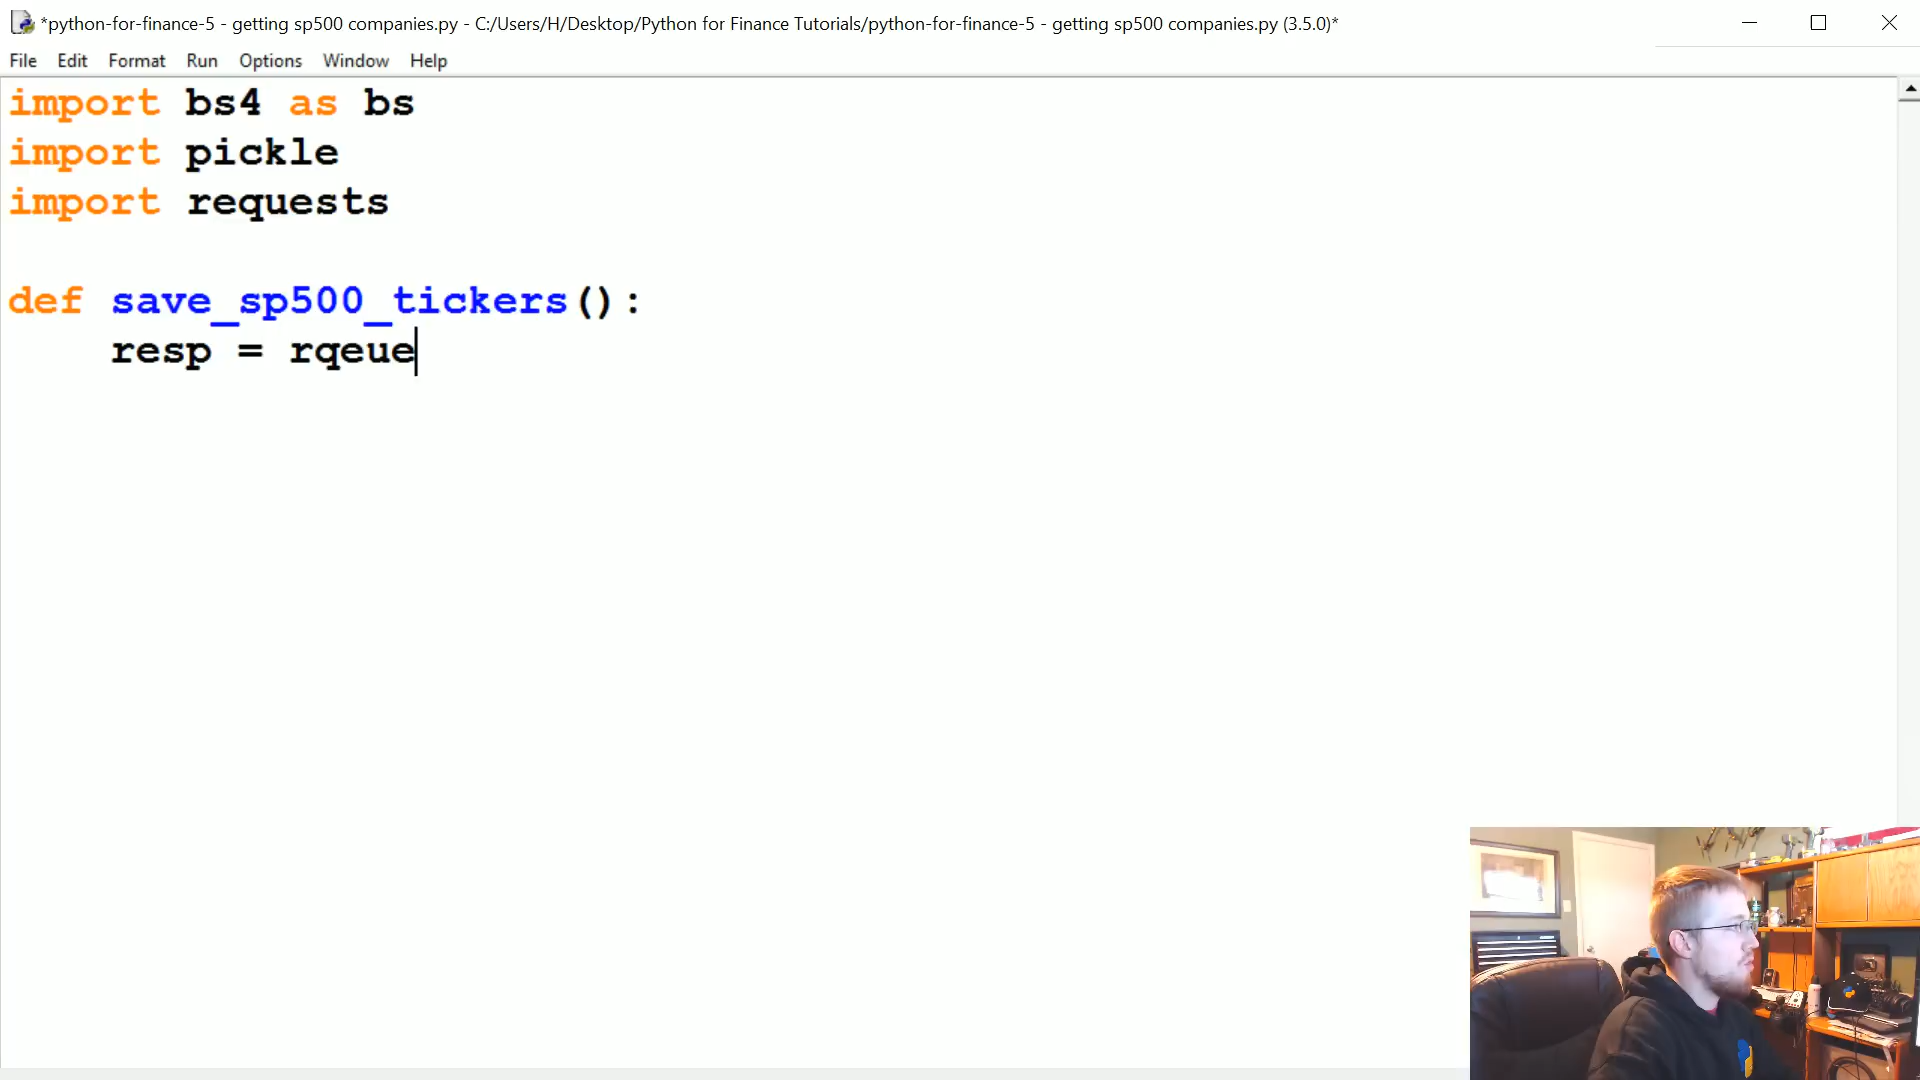 *python-for-finance-5 - getting sp500 companies.py - C:/Users/H/Desktop/Python for Finance Tutorials/python-for-finance-5 - getting sp500 companies.py (3.5.0)*
File Edit Format Run Options Window Help
import bs4 as bs
import pickle
import requests
def save_sp500_tickers():
resp = rqeue